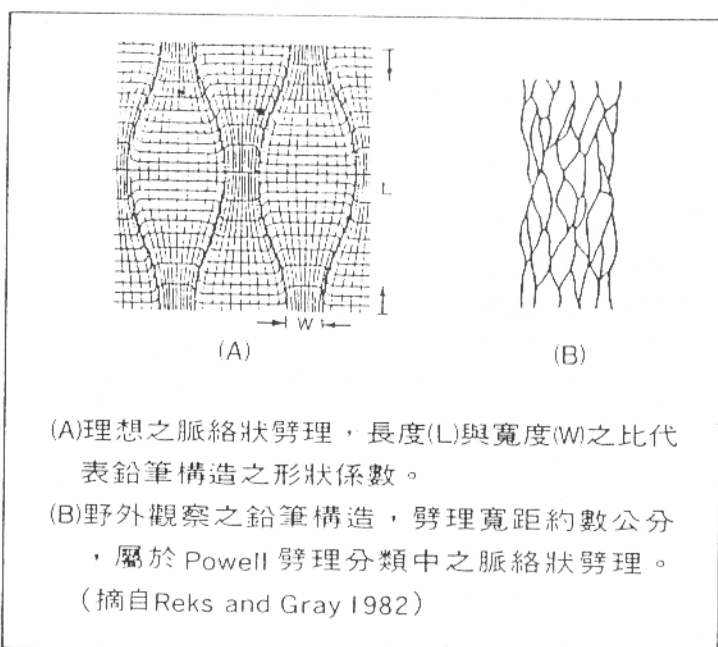 L
W
(A)
(B)
(A)理想之脈絡狀劈理，長度(L)與寬度(W)之比代
表鉛筆構造之形狀係數。
(B)野外觀察之鉛筆構造，劈理寬距約數公分
，屬於Powell劈理分類中之脈絡狀劈理。
(摘自Reks and Gray 1982)